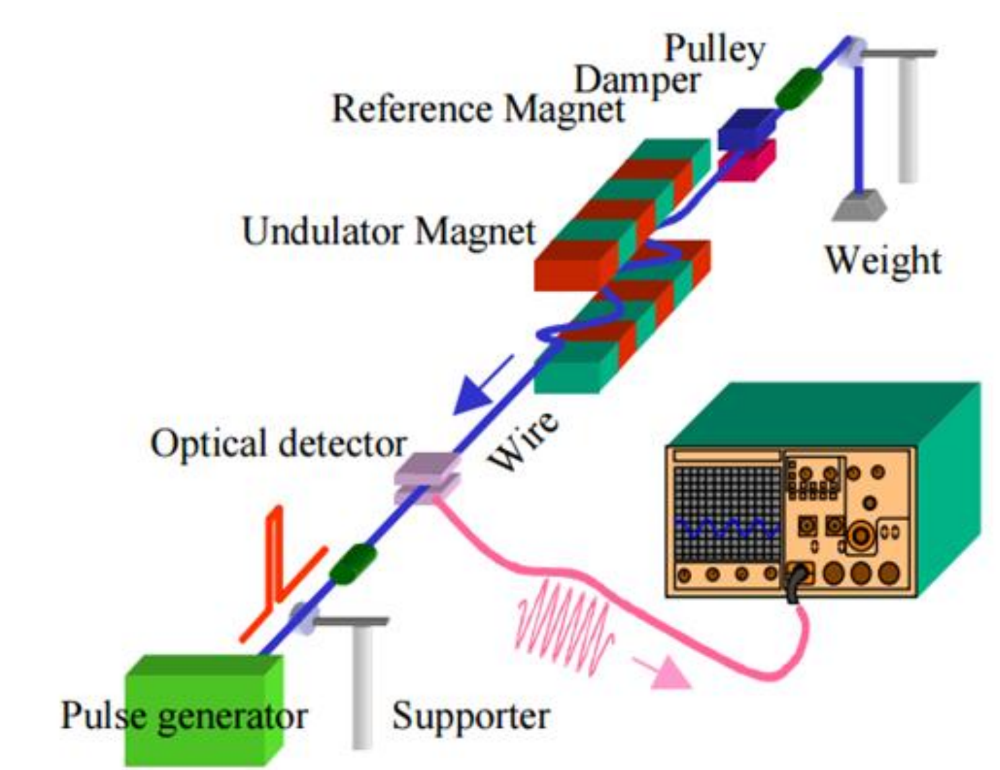 Pulley
Damper
Reference Magnet
Undulator Magnet
Weight
Optical detector
Wire
Pulse generator
Supporter